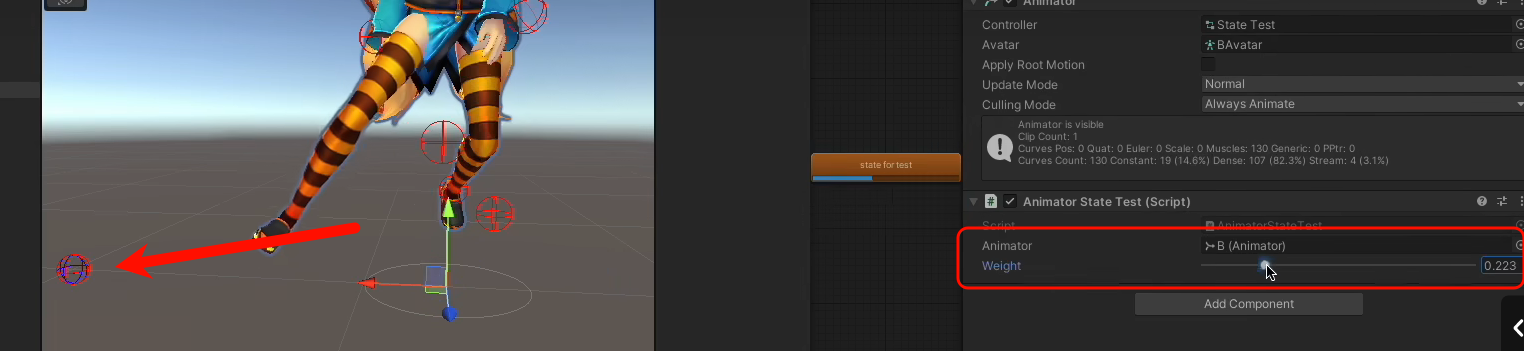 Animator
Controller
State Test
Avatar
BAvatar
Apply Root Motion
Update Mode
Normal
Culling Mode
Always Animate
Animator is visible
Clip Count: 1
Curves Pos: 0 Quat: 0 Euler: 0 Scale: 0 Muscles: 130 Generic: 0 PPtr: 0
Curves Count: 130 Constant: 19 (14.6%) Dense: 107 (82.3%) Stream: 4 (3.1%)
state for test
# Animator State Test (Script)
Script
AnimatorStateTest
Animator
B (Animator)
Weight
0.223
Add Component